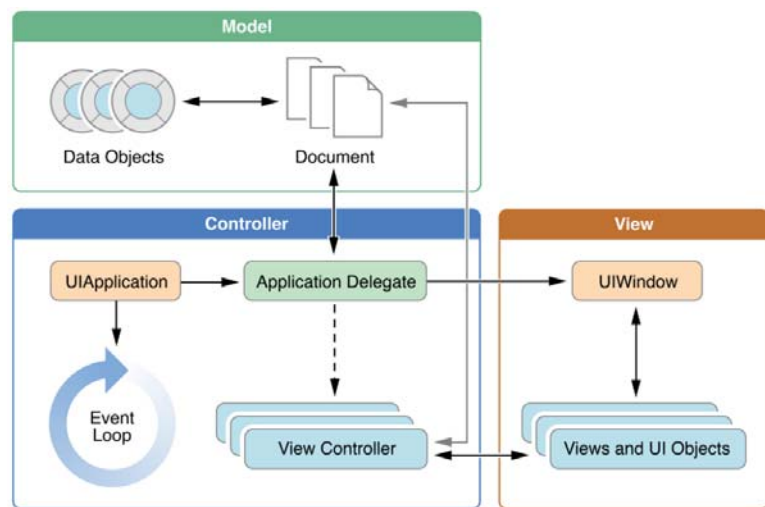 Model
Data Objects
Document
Controller
View
UIApplication
Application Delegate
UIWindow
Event
Loop
View Controller
Views and UI Objects